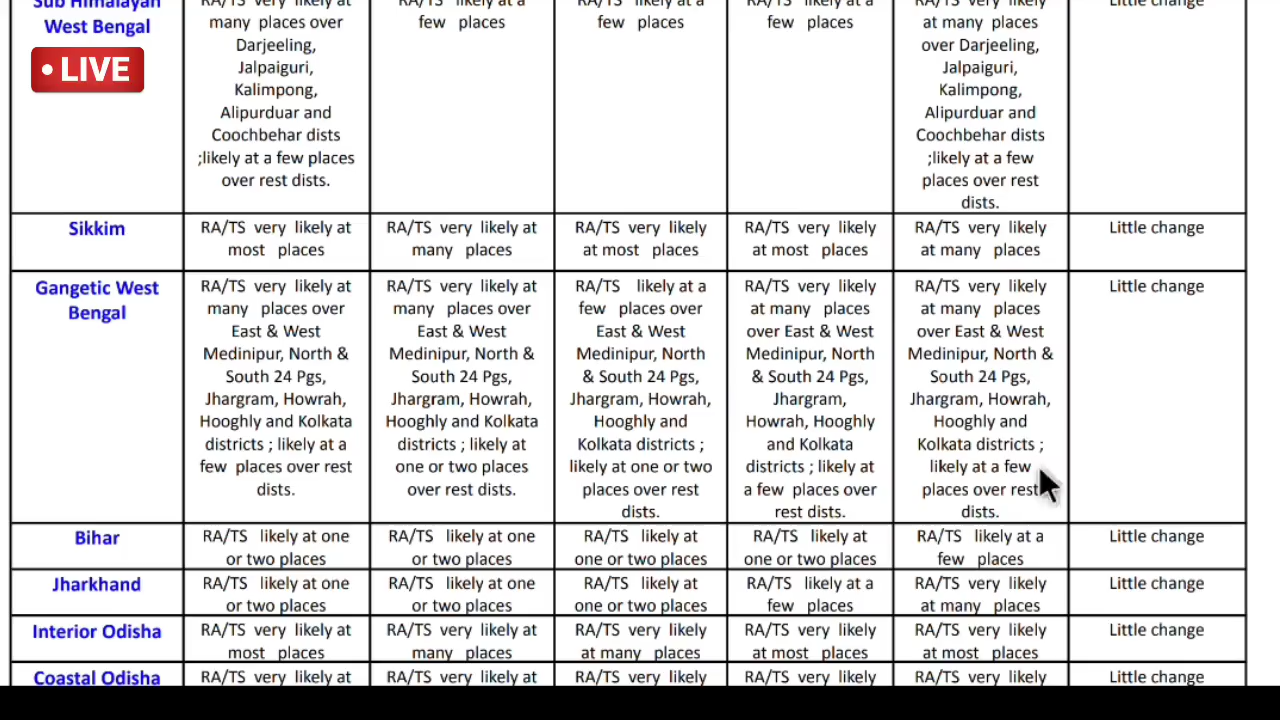 Sub Himalayan
West Bengal
RA/TS very likely at
many places over
Darjeeling,
Jalpaiguri,
Kalimpong,
Alipurduar and
Coochbehar dists
;likely at a few places
over rest dists.
RA/TS likely at a
few places
RA/TS likely at a
few places
RA/TS likely at a
few places
RA/TS very likely
at many places
over Darjeeling,
Jalpaiguri,
Kalimpong,
Alipurduar and
Coochbehar dists
;likely at a few
places over rest
dists.
Little change
• LIVE
Sikkim
RA/TS very likely at
most places
RA/TS very likely at
many places
RA/TS very likely
at most places
RA/TS very likely
at most places
RA/TS very likely
at many places
Little change
Gangetic West
Bengal
RA/TS very likely at
many places over
East & West
Medinipur, North &
South 24 Pgs,
Jhargram, Howrah,
Hooghly and Kolkata
districts ; likely at a
few places over rest
dists.
RA/TS very likely at
many places over
East & West
Medinipur, North &
South 24 Pgs,
Jhargram, Howrah,
Hooghly and Kolkata
districts ; likely at
one or two places
over rest dists.
RA/TS likely at a
few places over
East & West
Medinipur, North
& South 24 Pgs,
Jhargram, Howrah,
Hooghly and
Kolkata districts ;
likely at one or two
places over rest
dists.
RA/TS very likely
at many places
over East & West
Medinipur, North
& South 24 Pgs,
Jhargram,
Howrah, Hooghly
and Kolkata
districts ; likely at
a few places over
rest dists.
RA/TS very likely
at many places
over East & West
Medinipur, North &
South 24 Pgs,
Jhargram, Howrah,
Hooghly and
Kolkata districts ;
likely at a few
places over rest
dists.
Little change
Bihar
RA/TS likely at one
or two places
RA/TS likely at one
or two places
RA/TS likely at
one or two places
RA/TS likely at
one or two places
RA/TS likely at a
few places
Little change
Jharkhand
RA/TS likely at one
or two places
RA/TS likely at one
or two places
RA/TS likely at
one or two places
RA/TS likely at a
few places
RA/TS very likely
at many places
Little change
Interior Odisha
RA/TS very likely at
most places
RA/TS very likely at
many places
RA/TS very likely
at many places
RA/TS very likely
at most places
RA/TS very likely
at most places
Little change
Coastal Odisha
RA/TS very likely at
RA/TS very likely at
RA/TS very likely
RA/TS very likely
RA/TS very likely
Little change